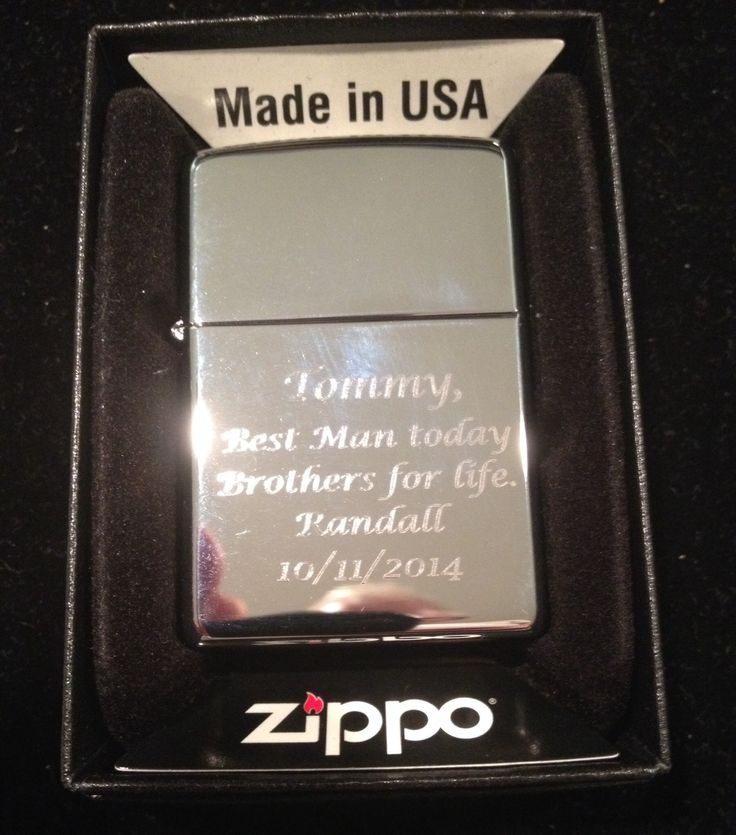 Made in USA
Tommy,
Best Man today
Brothers for life.
Randall
10/11/2014
zippo®